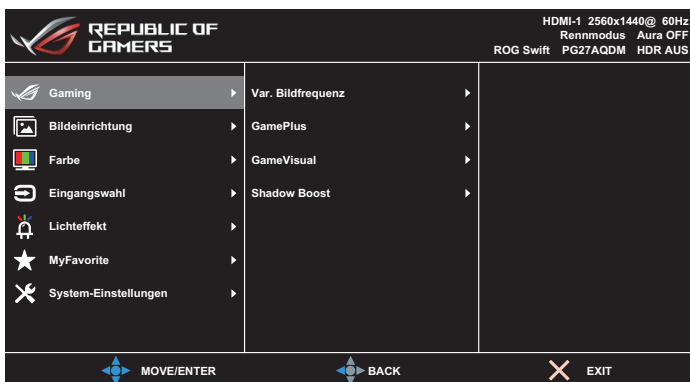 REPUBLIC OF
GAMERS
HDMI-1 2560x1440@ 60Hz
Rennmodus Aura OFF
ROG Swift PG27AQDM HDR AUS
Gaming
Bildeinrichtung
Farbe
Eingangswahl
Lichteffekt
MyFavorite
System-Einstellungen
Var. Bildfrequenz
GamePlus
GameVisual
Shadow Boost
MOVE/ENTER
BACK
EXIT